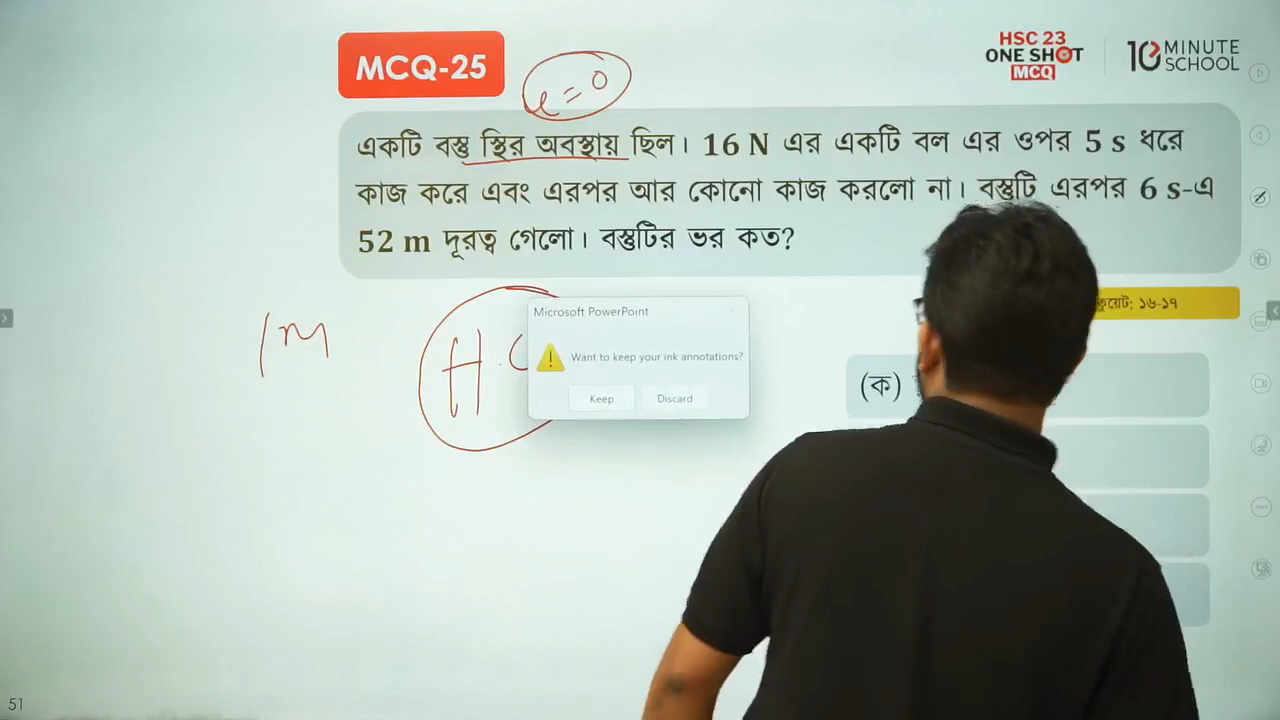 MCQ-25
u = 0
HSC 23
ONE SHOT
MCQ
10 MINUTE
SCHOOL
একটি বস্তু স্থির অবস্থায় ছিল। 16 N এর একটি বল এর ওপর 5 s ধরে
কাজ করে এবং এরপর আর কোনো কাজ করলো না। বস্তুটি এরপর 6 s-এ
52 m দূরত্ব গেলো। বস্তুটির ভর কত?
কুয়েট: ১৬-১৭
H.
Microsoft PowerPoint
Want to keep your ink annotations?
Keep
Discard
(ক)
51